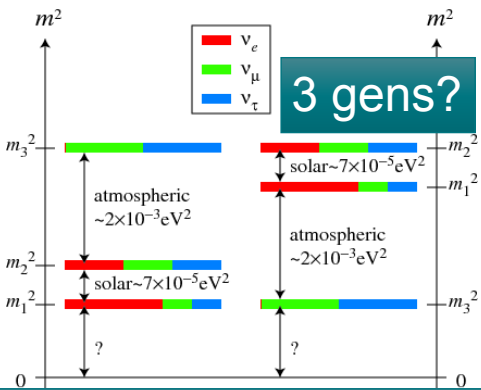 m² m²
νe
νμ
ντ
3 gens?
m₃² m₂²
solar~7×10⁻⁵eV²
m₁²
atmospheric
~2×10⁻³eV²
atmospheric
~2×10⁻³eV²
m₂²
solar~7×10⁻⁵eV²
m₁² m₃²
? ?
0 0